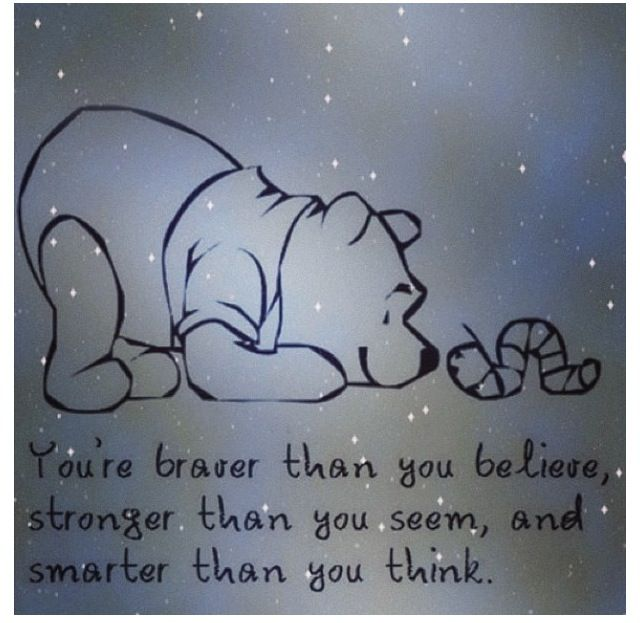 You're braver than you believe,
stronger than you seem, and
smarter than you think.